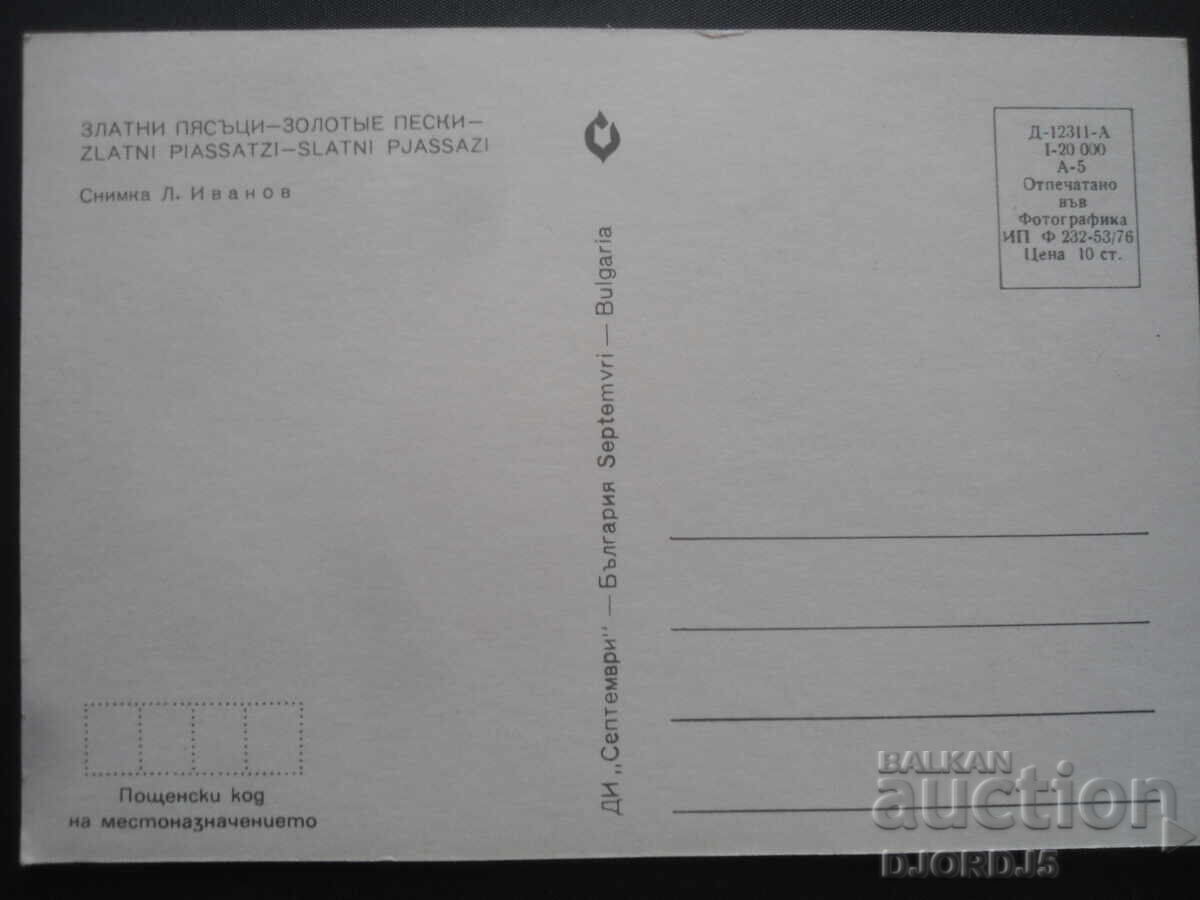 ЗЛАТНИ ПЯСЪЦИ—ЗОЛОТЫЕ ПЕСКИ—
ZLATNI PIASSATZI—SLATNI PJASSAZI
Снимка Л. Иванов
ДИ „Септември" — България Septemvri — Bulgaria
Д-12311-А
I-20 000
А-5
Отпечатано
във
Фотографика
ИП Ф 232-53/76
Цена 10 ст.
Пощенски код
на местоназначението
BALKAN
auction
DJORDJ5